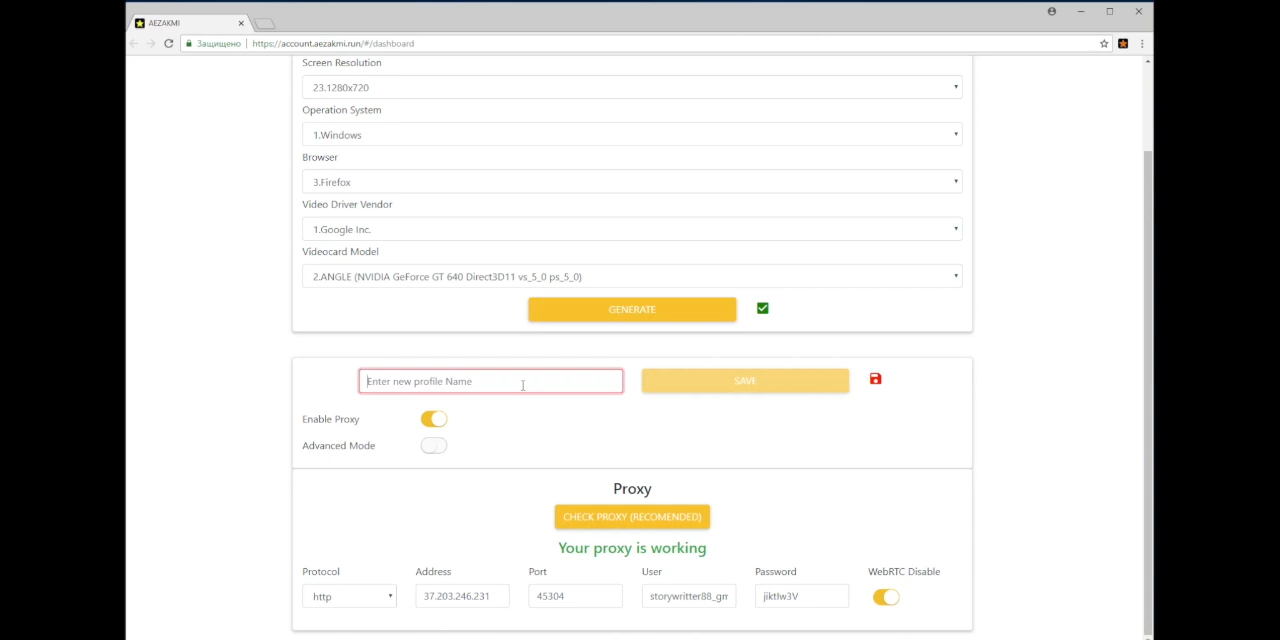 AEZAKMI
Защищено https://account.aezakmi.run/#/dashboard
Screen Resolution
23.1280x720
Operation System
1.Windows
Browser
3.Firefox
Video Driver Vendor
1.Google Inc.
Videocard Model
2.ANGLE (NVIDIA GeForce GT 640 Direct3D11 vs_5_0 ps_5_0)
GENERATE
Enter new profile Name SAVE
Enable Proxy
Advanced Mode
Proxy
CHECK PROXY (RECOMENDED)
Your proxy is working
Protocol Address Port User Password WebRTC Disable
http 37.203.246.231 45304 storywritter88_gm